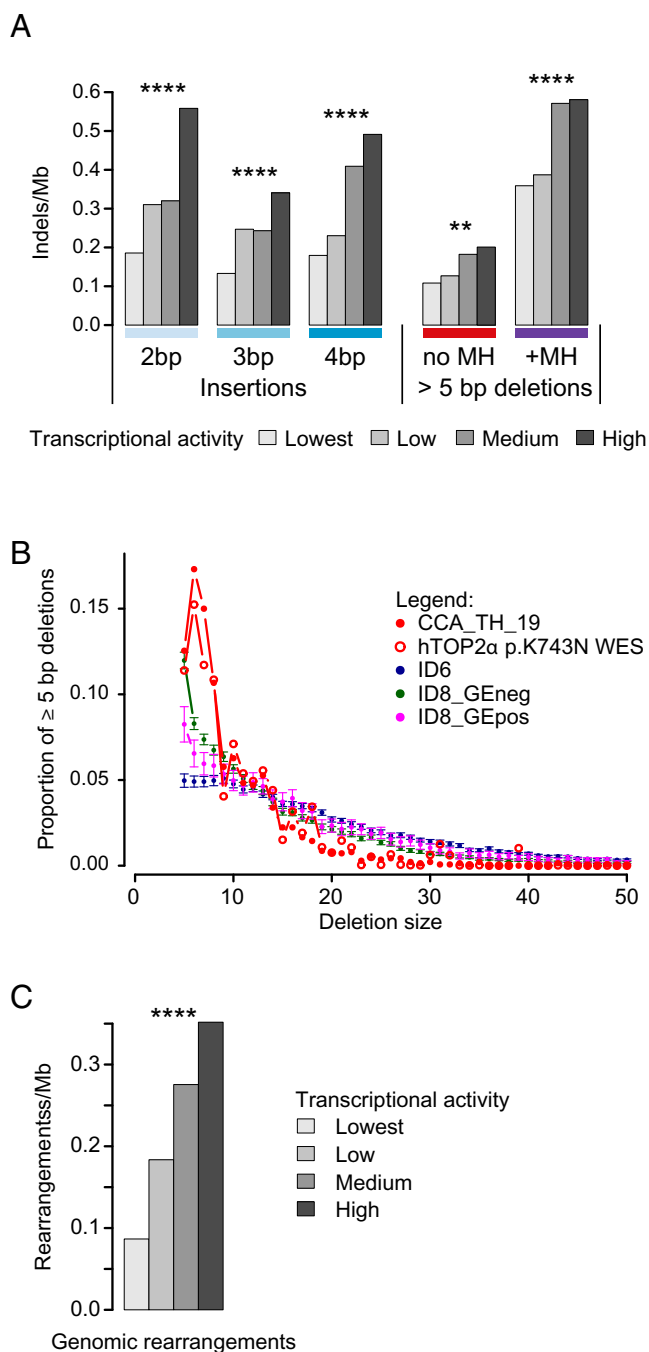 A
****
****
****
**
****
0.6
0.5
0.4
0.3
0.2
0.1
0.0
Indels/Mb
2bp 3bp 4bp no MH +MH
Insertions > 5 bp deletions
Transcriptional activity Lowest Low Medium High
B
Proportion of ≥ 5 bp deletions
0.15
0.10
0.05
0.00
Legend:
CCA_TH_19
hTOP2α p.K743N WES
ID6
ID8_GEneg
ID8_GEpos
0 10 20 30 40 50
Deletion size
C
****
Rearrangementss/Mb
0.3
0.2
0.1
0.0
Transcriptional activity
Lowest
Low
Medium
High
Genomic rearrangements